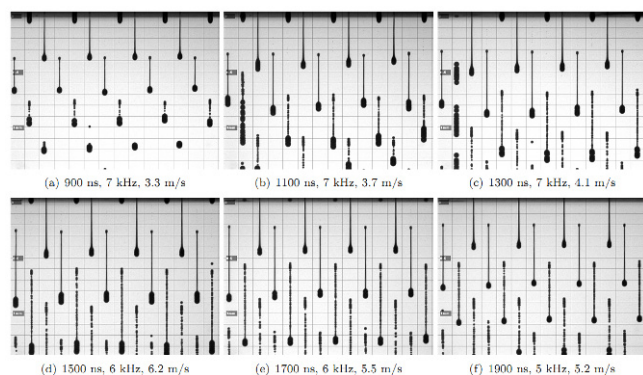 (a) 900 ns, 7 kHz, 3.3 m/s
(b) 1100 ns, 7 kHz, 3.7 m/s
(c) 1300 ns, 7 kHz, 4.1 m/s
(d) 1500 ns, 6 kHz, 6.2 m/s
(e) 1700 ns, 6 kHz, 5.5 m/s
(f) 1900 ns, 5 kHz, 5.2 m/s